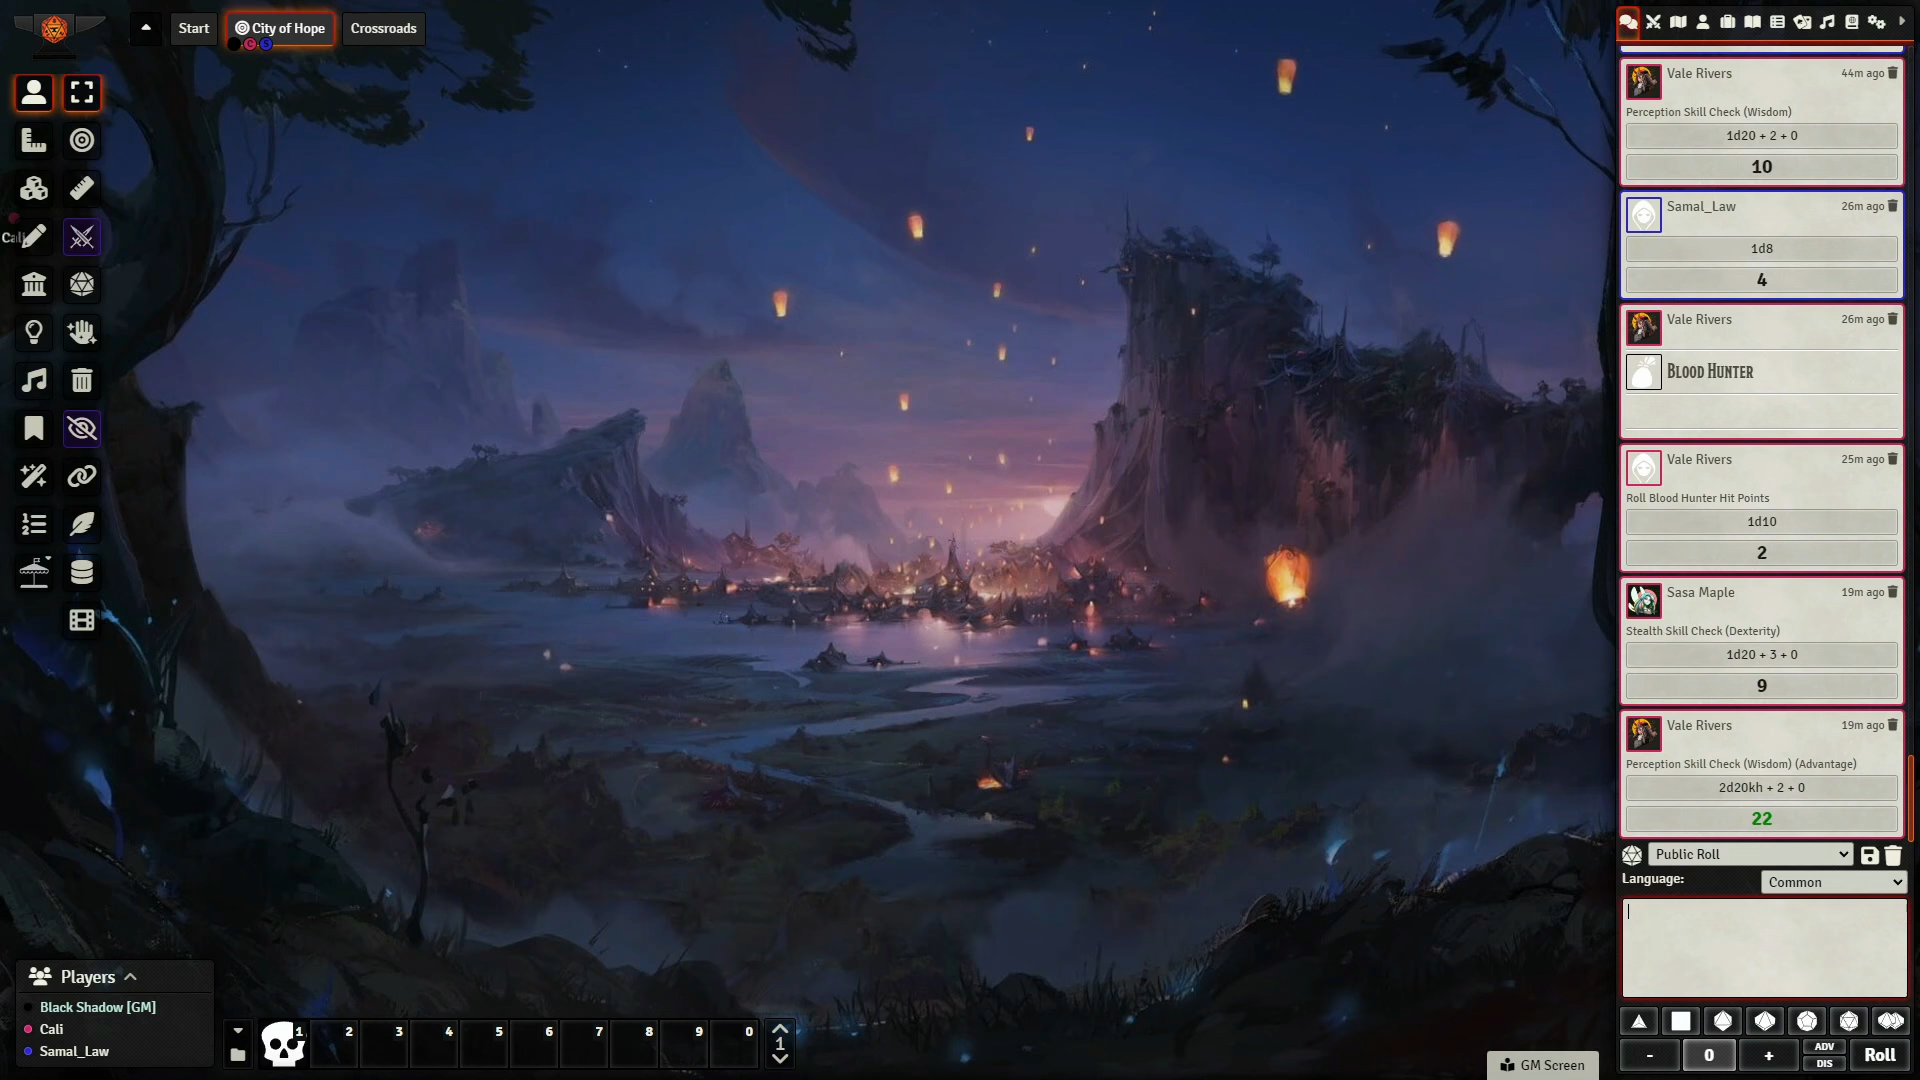 Start
City of Hope
Crossroads
C
S
Cali
Vale Rivers
44m ago
Perception Skill Check (Wisdom)
1d20 + 2 + 0
10
Samal_Law
26m ago
1d8
4
Vale Rivers
26m ago
Blood Hunter
Vale Rivers
25m ago
Roll Blood Hunter Hit Points
1d10
2
Sasa Maple
19m ago
Stealth Skill Check (Dexterity)
1d20 + 3 + 0
9
Vale Rivers
19m ago
Perception Skill Check (Wisdom) (Advantage)
2d20kh + 2 + 0
22
Public Roll
Language:
Common
Players
Black Shadow [GM]
Cali
Samal_Law
1
2
3
4
5
6
7
8
9
0
1
GM Screen
-
0
+
ADV
DIS
Roll